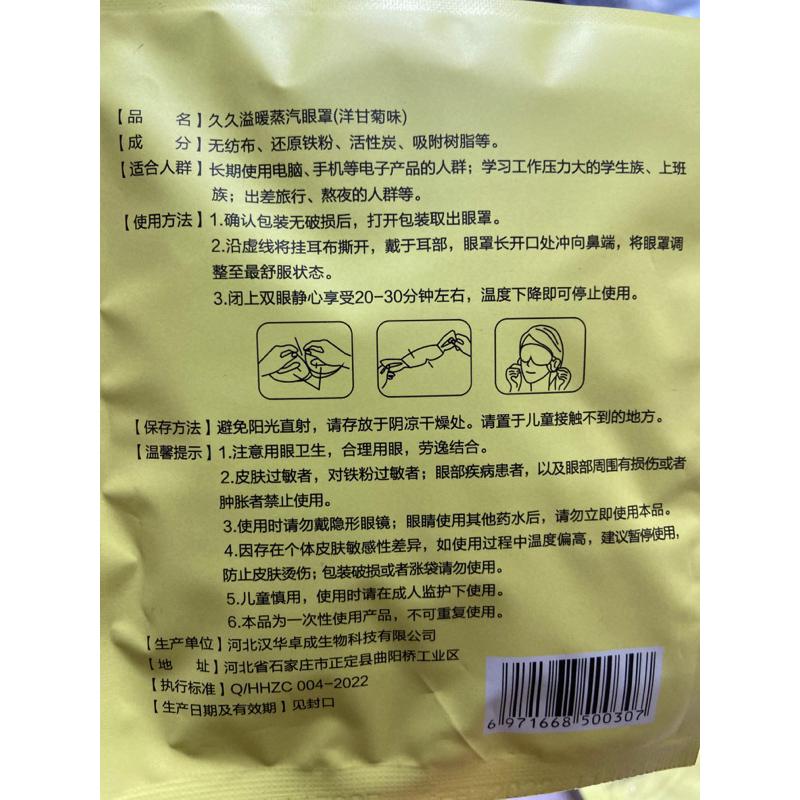 【品 名】久久溢暖蒸汽眼罩(洋甘菊味)
【成 分】无纺布、还原铁粉、活性炭、吸附树脂等。
【适合人群】长期使用电脑、手机等电子产品的人群；学习工作压力大的学生族、上班
族；出差旅行、熬夜的人群等。
【使用方法】1.确认包装无破损后，打开包装取出眼罩。
2.沿虚线将挂耳布撕开，戴于耳部，眼罩长开口处冲向鼻端，将眼罩调
整至最舒服状态。
3.闭上双眼静心享受20-30分钟左右，温度下降即可停止使用。
【保存方法】避免阳光直射，请存放于阴凉干燥处。请置于儿童接触不到的地方。
【温馨提示】1.注意用眼卫生，合理用眼，劳逸结合。
2.皮肤过敏者，对铁粉过敏者；眼部疾病患者，以及眼部周围有损伤或者
肿胀者禁止使用。
3.使用时请勿戴隐形眼镜；眼睛使用其他药水后，请勿立即使用本品。
4.因存在个体皮肤敏感性差异，如使用过程中温度偏高，建议暂停使用，
防止皮肤烫伤；包装破损或者涨袋请勿使用。
5.儿童慎用，使用时请在成人监护下使用。
6.本品为一次性使用产品，不可重复使用。
【生产单位】河北汉华卓成生物科技有限公司
【地 址】河北省石家庄市正定县曲阳桥工业区
【执行标准】Q/HHZC 004-2022
【生产日期及有效期】见封口
6 971668 500307